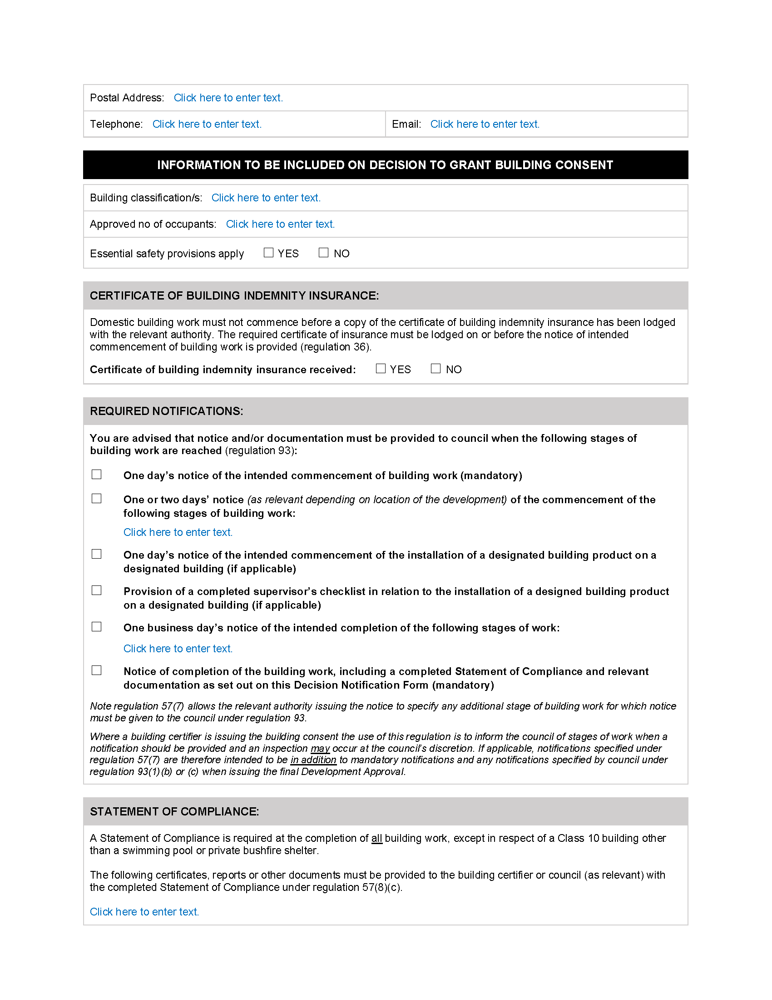 Postal Address: Click here to enter text.
Telephone: Click here to enter text. Email: Click here to enter text.
INFORMATION TO BE INCLUDED ON DECISION TO GRANT BUILDING CONSENT
Building classification/s: Click here to enter text.
Approved no of occupants: Click here to enter text.
Essential safety provisions apply ☐ YES ☐ NO
CERTIFICATE OF BUILDING INDEMNITY INSURANCE:
Domestic building work must not commence before a copy of the certificate of building indemnity insurance has been lodged
with the relevant authority. The required certificate of insurance must be lodged on or before the notice of intended
commencement of building work is provided (regulation 36).
Certificate of building indemnity insurance received: ☐ YES ☐ NO
REQUIRED NOTIFICATIONS:
You are advised that notice and/or documentation must be provided to council when the following stages of
building work are reached (regulation 93):
☐ One day’s notice of the intended commencement of building work (mandatory)
☐ One or two days’ notice (as relevant depending on location of the development) of the commencement of the
following stages of building work:
Click here to enter text.
☐ One day’s notice of the intended commencement of the installation of a designated building product on a
designated building (if applicable)
☐ Provision of a completed supervisor’s checklist in relation to the installation of a designed building product
on a designated building (if applicable)
☐ One business day’s notice of the intended completion of the following stages of work:
Click here to enter text.
☐ Notice of completion of the building work, including a completed Statement of Compliance and relevant
documentation as set out on this Decision Notification Form (mandatory)
Note regulation 57(7) allows the relevant authority issuing the notice to specify any additional stage of building work for which notice
must be given to the council under regulation 93.
Where a building certifier is issuing the building consent the use of this regulation is to inform the council of stages of work when a
notification should be provided and an inspection may occur at the council’s discretion. If applicable, notifications specified under
regulation 57(7) are therefore intended to be in addition to mandatory notifications and any notifications specified by council under
regulation 93(1)(b) or (c) when issuing the final Development Approval.
STATEMENT OF COMPLIANCE:
A Statement of Compliance is required at the completion of all building work, except in respect of a Class 10 building other
than a swimming pool or private bushfire shelter.
The following certificates, reports or other documents must be provided to the building certifier or council (as relevant) with
the completed Statement of Compliance under regulation 57(8)(c).
Click here to enter text.